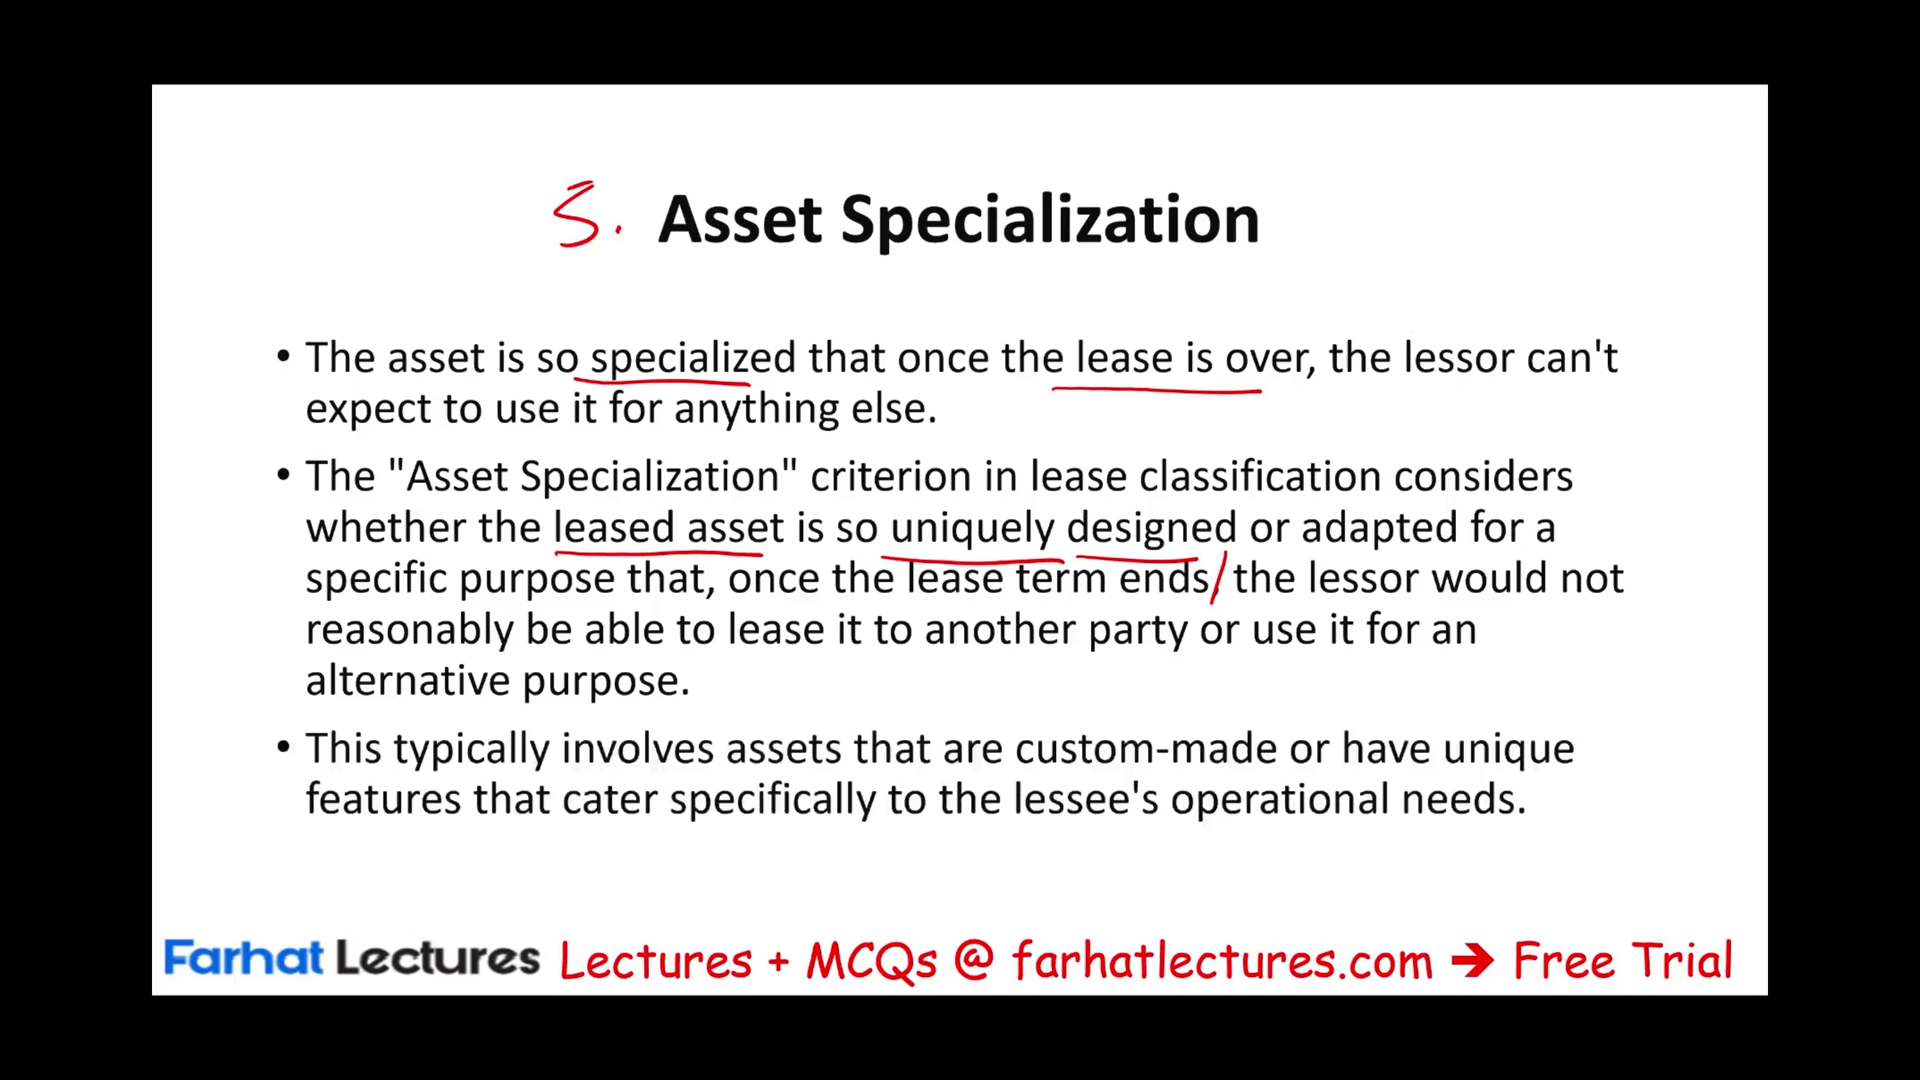 5. Asset Specialization
• The asset is so specialized that once the lease is over, the lessor can't
expect to use it for anything else.
• The "Asset Specialization" criterion in lease classification considers
whether the leased asset is so uniquely designed or adapted for a
specific purpose that, once the lease term ends, the lessor would not
reasonably be able to lease it to another party or use it for an
alternative purpose.
• This typically involves assets that are custom-made or have unique
features that cater specifically to the lessee's operational needs.
Farhat Lectures Lectures + MCQs @ farhatlectures.com ➔ Free Trial